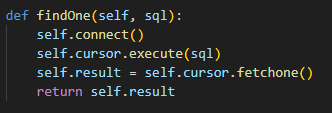 def findOne(self, sql):
    self.connect()
    self.cursor.execute(sql)
    self.result = self.cursor.fetchone()
    return self.result